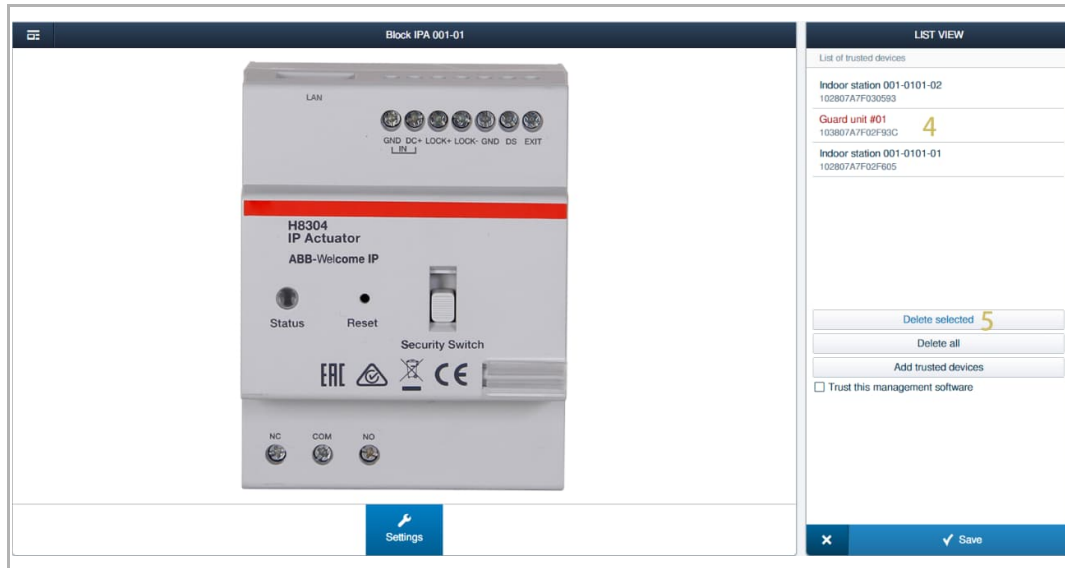 Block IPA 001-01
LAN
GND DC+ LOCK+ LOCK- GND DS EXIT
IN
H8304
IP Actuator
ABB-Welcome IP
Status
Reset
Security Switch
EAC
CE
NC COM NO
Settings
LIST VIEW
List of trusted devices
Indoor station 001-0101-02
102807A7F030593
Guard unit #01
103807A7F02F93C
4
Indoor station 001-0101-01
102807A7F02F605
Delete selected 5
Delete all
Add trusted devices
Trust this management software
Save